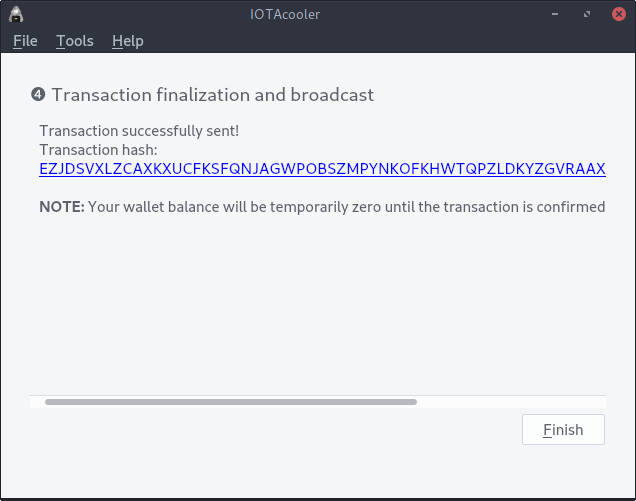 IOTAcooler
File Tools Help
❹ Transaction finalization and broadcast
Transaction successfully sent!
Transaction hash:
EZJDSVXLZCAXKXUCFKSFQNJAGWPOBSZMPYNKOFKHWTQPZLDKYZGVRAAX
NOTE: Your wallet balance will be temporarily zero until the transaction is confirmed
Finish